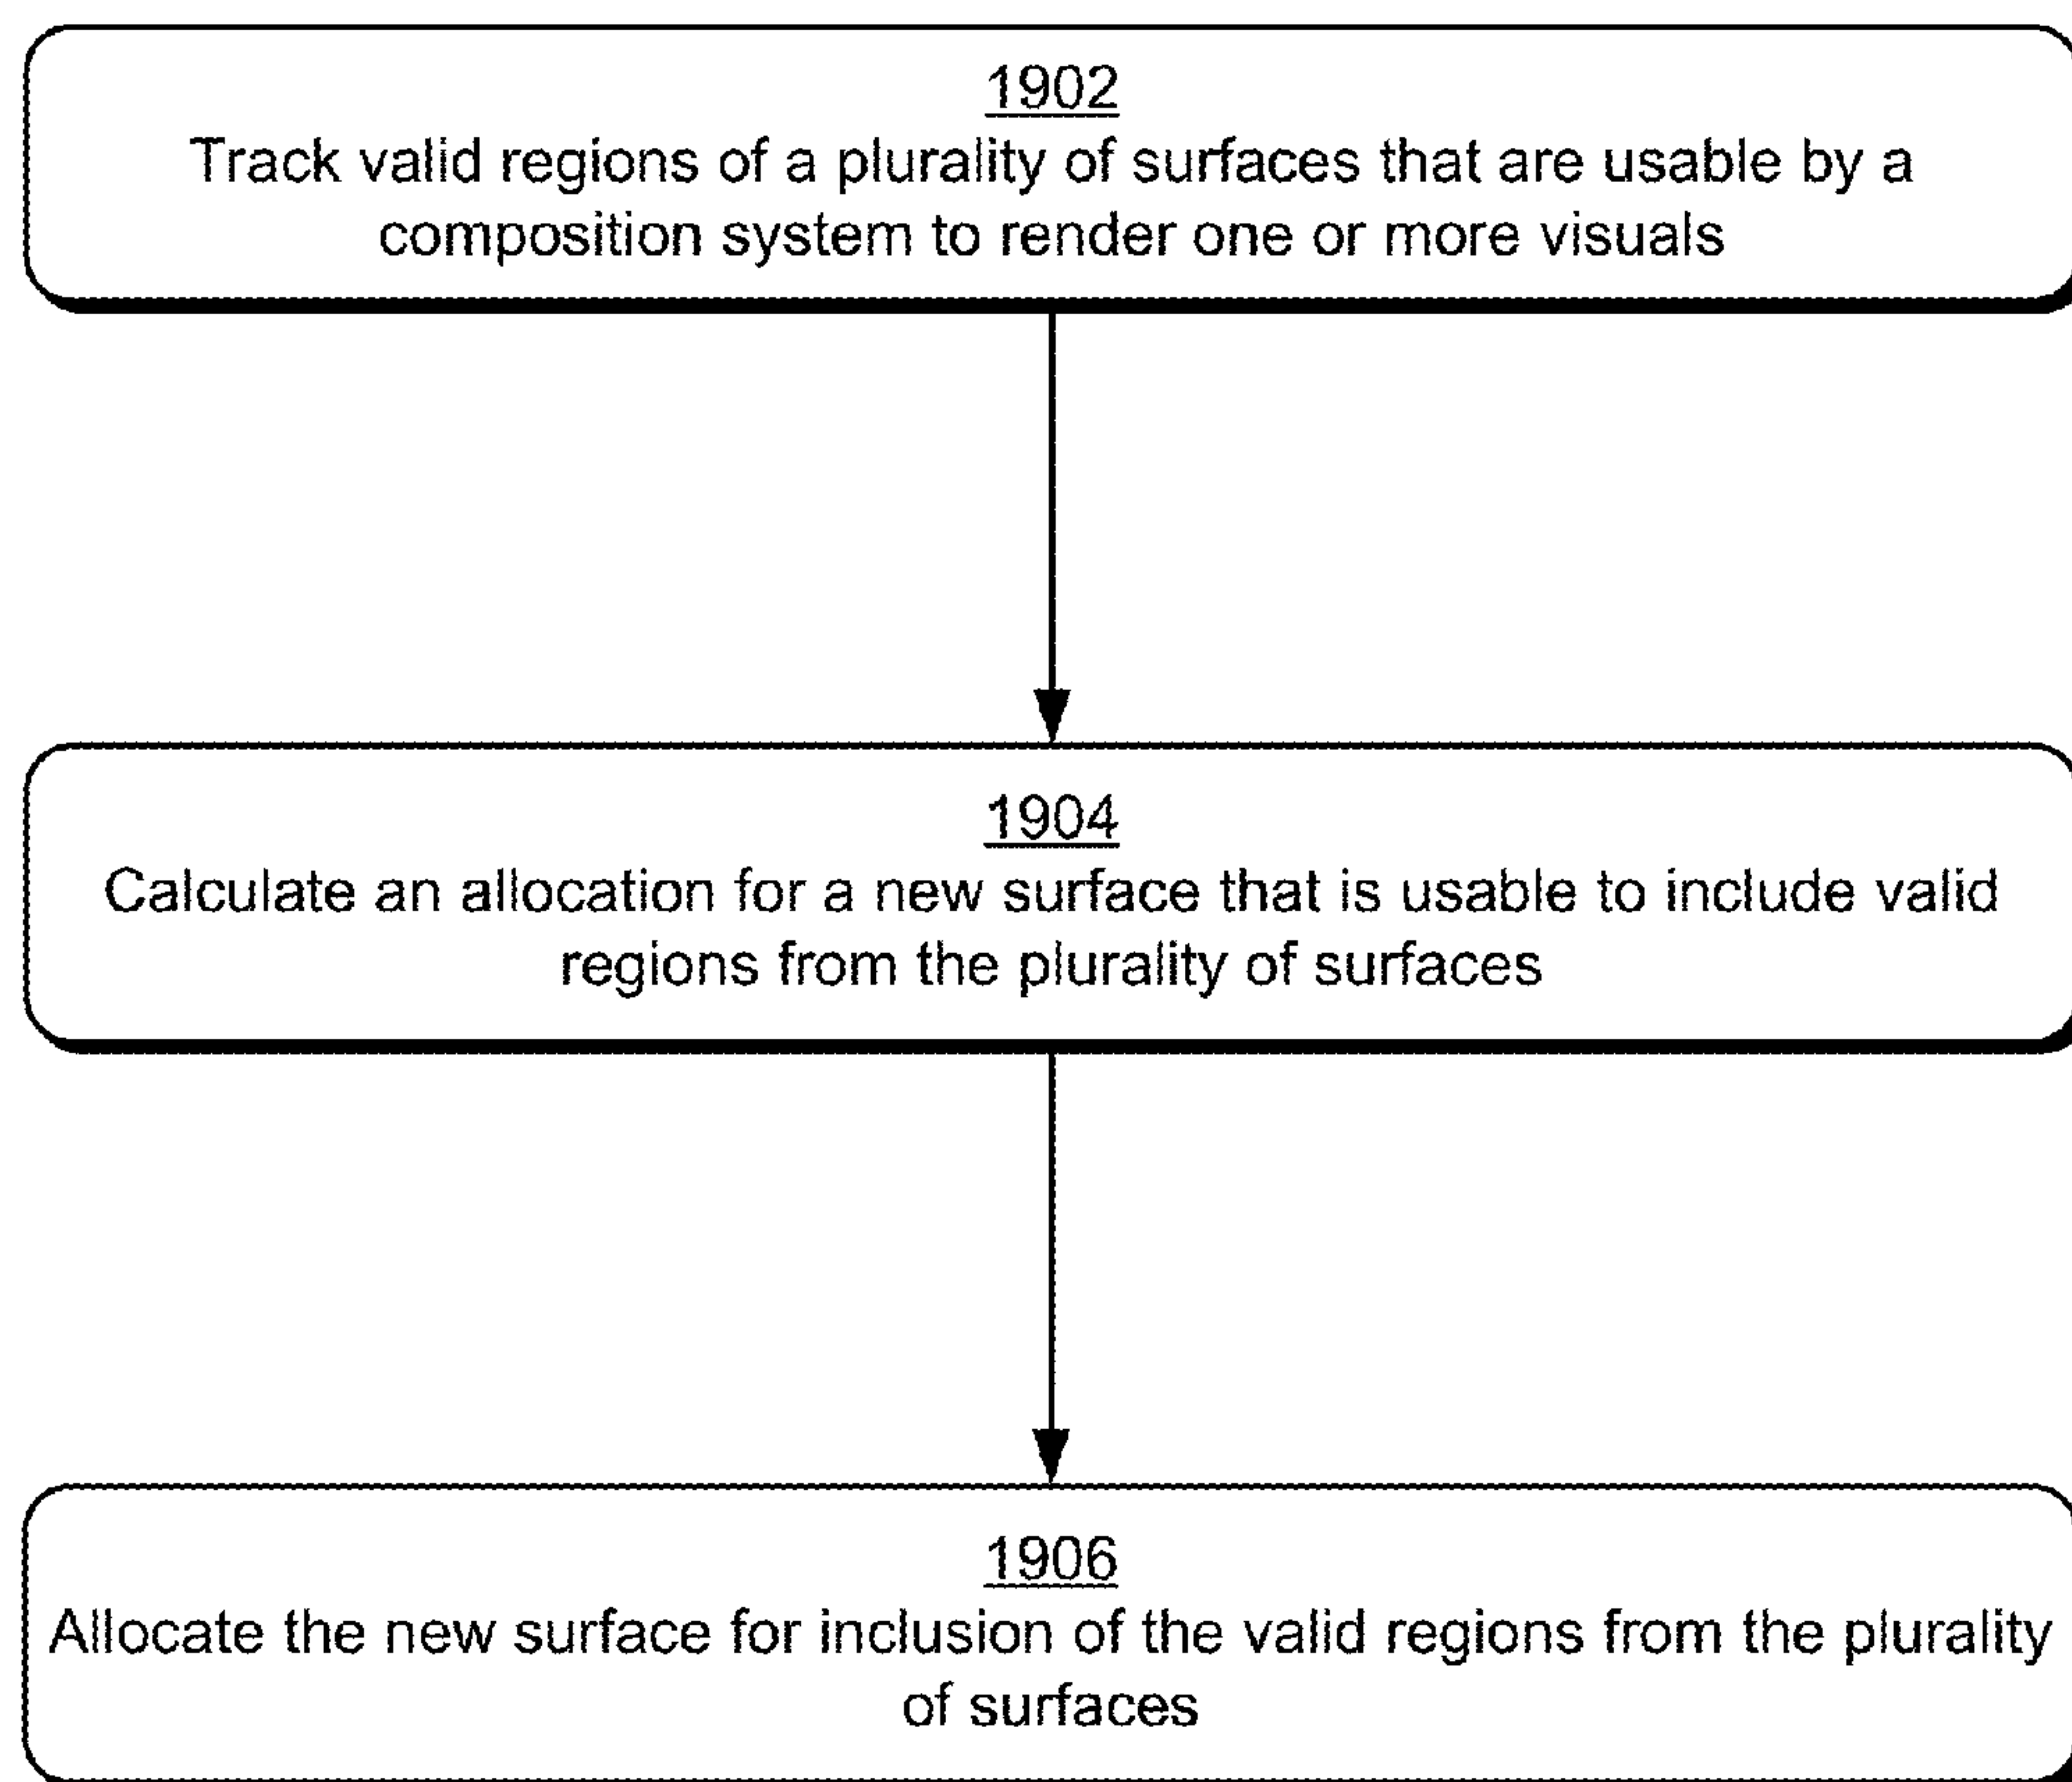 1902
Track valid regions of a plurality of surfaces that are usable by a
composition system to render one or more visuals
1904
Calculate an allocation for a new surface that is usable to include valid
regions from the plurality of surfaces
1906
Allocate the new surface for inclusion of the valid regions from the plurality
of surfaces